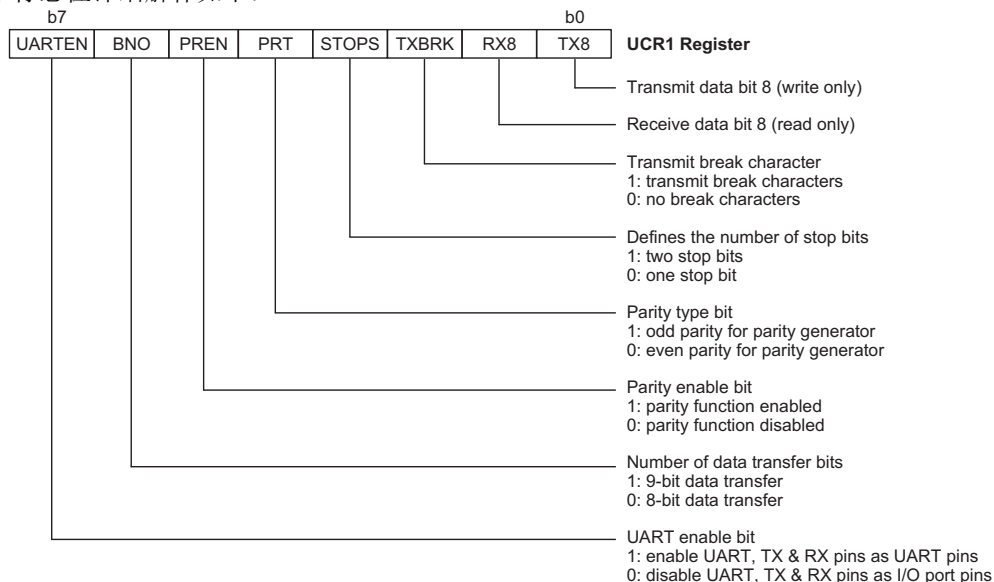 b7 b0
UARTEN BNO PREN PRT STOPS TXBRK RX8 TX8 UCR1 Register
Transmit data bit 8 (write only)
Receive data bit 8 (read only)
Transmit break character
1: transmit break characters
0: no break characters
Defines the number of stop bits
1: two stop bits
0: one stop bit
Parity type bit
1: odd parity for parity generator
0: even parity for parity generator
Parity enable bit
1: parity function enabled
0: parity function disabled
Number of data transfer bits
1: 9-bit data transfer
0: 8-bit data transfer
UART enable bit
1: enable UART, TX & RX pins as UART pins
0: disable UART, TX & RX pins as I/O port pins